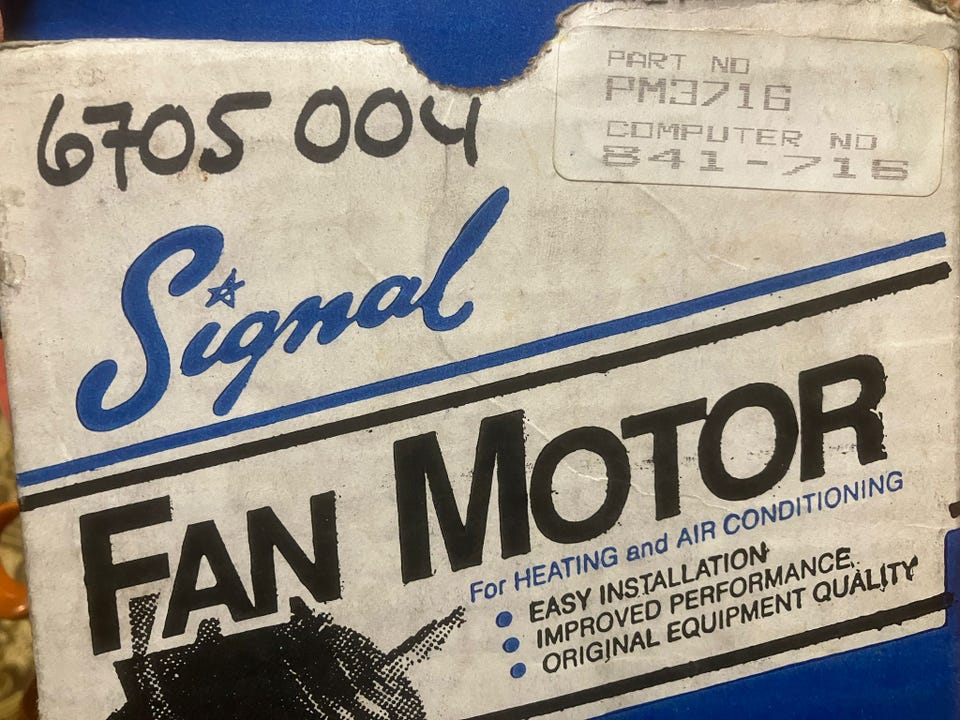 6705 004
PART NO
PM3716
COMPUTER NO
841-716
Signal
FAN MOTOR
For HEATING and AIR CONDITIONING
• EASY INSTALLATION
• IMPROVED PERFORMANCE
• ORIGINAL EQUIPMENT QUALITY